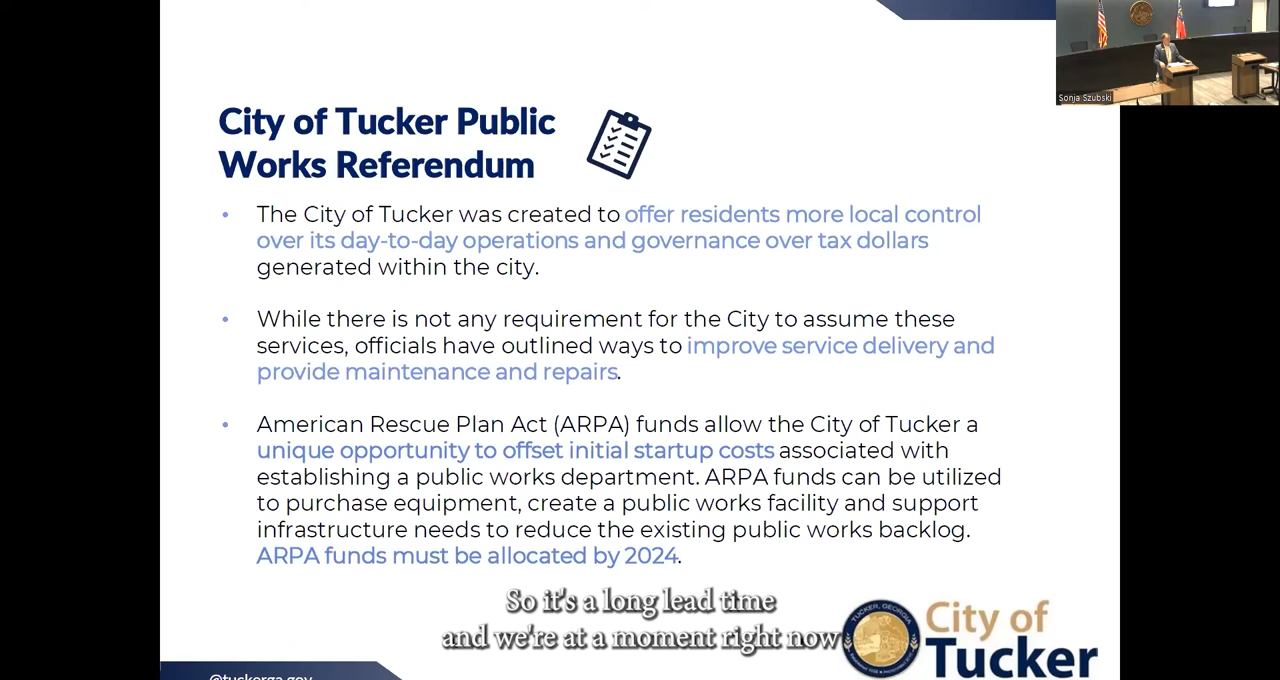 Sonja Szubski
City of Tucker Public
Works Referendum
• The City of Tucker was created to offer residents more local control
over its day-to-day operations and governance over tax dollars
generated within the city.
• While there is not any requirement for the City to assume these
services, officials have outlined ways to improve service delivery and
provide maintenance and repairs.
• American Rescue Plan Act (ARPA) funds allow the City of Tucker a
unique opportunity to offset initial startup costs associated with
establishing a public works department. ARPA funds can be utilized
to purchase equipment, create a public works facility and support
infrastructure needs to reduce the existing public works backlog.
ARPA funds must be allocated by 2024.
So it's a long lead time
and we're at a moment right now
TUCKER, GEORGIA
City of
Tucker
@tuckerga.gov